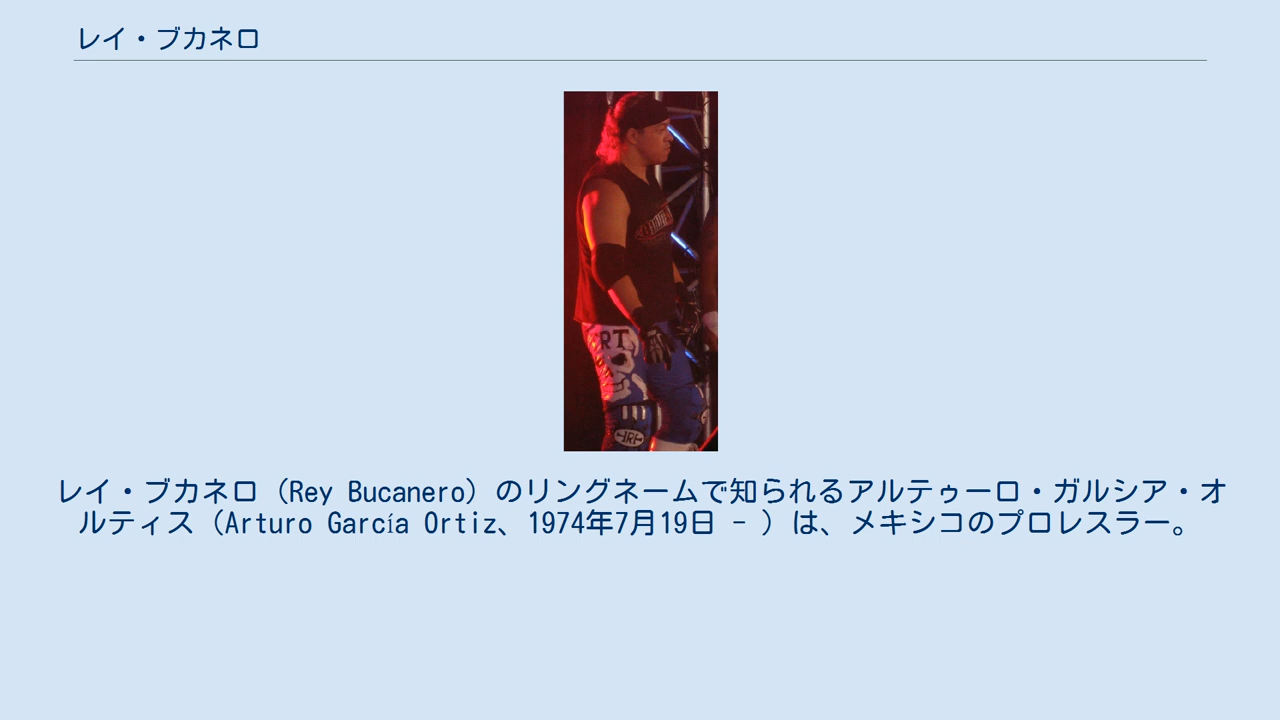 レイ・ブカネロ
RT
レイ・ブカネロ（Rey Bucanero）のリングネームで知られるアルテゥーロ・ガルシア・オ
ルティス（Arturo García Ortiz、1974年7月19日 - ）は、メキシコのプロレスラー。